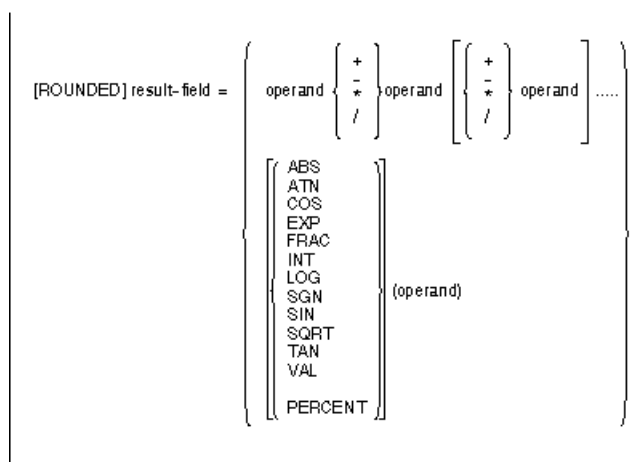 + +
- -
[ROUNDED] result-field = operand * operand * operand .....
/ /
ABS
ATN
COS
EXP
FRAC
INT
LOG
SGN (operand)
SIN
SQRT
TAN
VAL
PERCENT